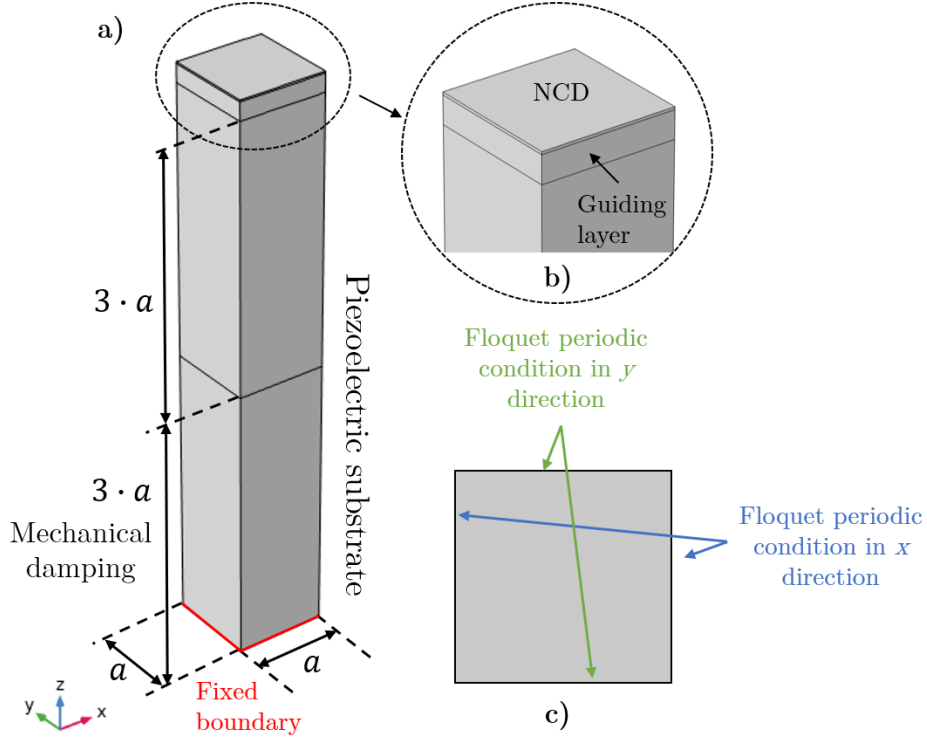 a)
NCD
Guiding
layer
b)
3 · a
Piezoelectric substrate
Floquet periodic
condition in y
direction
3 · a
Mechanical
damping
Floquet periodic
condition in x
direction
a
a
Fixed
boundary
c)
z
y
x